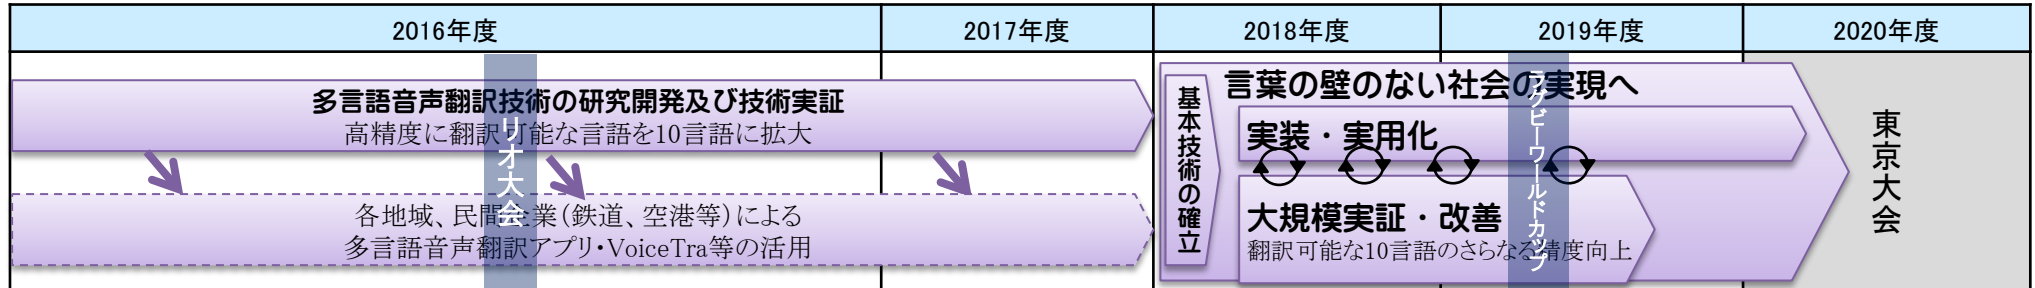 2016年度
2017年度
2018年度
2019年度
2020年度
多言語音声翻訳技術の研究開発及び技術実証
高精度に翻訳可能な言語を10言語に拡大
リオ大会
各地域、民間企業(鉄道、空港等)による
多言語音声翻訳アプリ・VoiceTra等の活用
基本技術の確立
言葉の壁のない社会の実現へ
実装・実用化
大規模実証・改善
翻訳可能な10言語のさらなる精度向上
ラグビーワールドカップ
東京大会